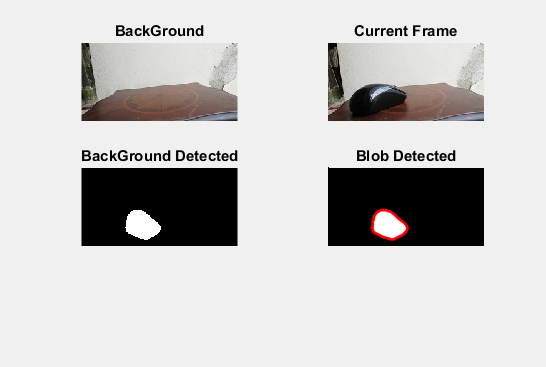 BackGround
Current Frame
BackGround Detected
Blob Detected